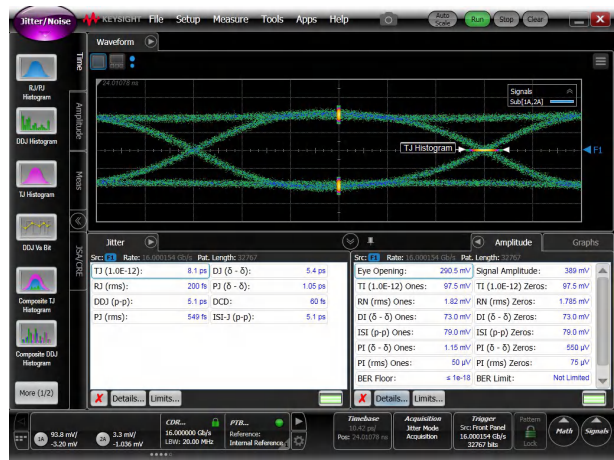 Jitter/Noise
KEYSIGHT File Setup Measure Tools Apps Help
Auto Scale
Run
Stop
Clear
Waveform
Time
Amplitude
Meas
JSA/CRE
RJ/PJ Histogram
DDJ Histogram
TJ Histogram
DDJ Vs Bit
Composite TJ Histogram
Composite DDJ Histogram
More (1/2)
24.01078 ns
Signals
Sub[1A,2A]
TJ Histogram
F1
Jitter
Src: F1 Rate: 16.000154 Gb/s Pat. Length: 32767
TJ (1.0E-12): 8.1 ps DJ (δ - δ): 5.4 ps
RJ (rms): 200 fs PJ (δ - δ): 1.05 ps
DDJ (p-p): 5.1 ps DCD: 60 fs
PJ (rms): 549 fs ISI-J (p-p): 5.1 ps
Details... Limits...
Amplitude
Graphs
Src: F1 Rate: 16.000154 Gb/s Pat. Length: 32767
Eye Opening: 290.5 mV Signal Amplitude: 389 mV
TI (1.0E-12) Ones: 97.5 mV TI (1.0E-12) Zeros: 97.5 mV
RN (rms) Ones: 1.82 mV RN (rms) Zeros: 1.785 mV
DI (δ - δ) Ones: 73.0 mV DI (δ - δ) Zeros: 73.0 mV
ISI (p-p) Ones: 79.0 mV ISI (p-p) Zeros: 79.0 mV
PI (δ - δ) Ones: 1.15 mV PI (δ - δ) Zeros: 550 µV
PI (rms) Ones: 50 µV PI (rms) Zeros: 75 µV
BER Floor: ≤ 1e-18 BER Limit: Not Limited
Details... Limits...
1A 93.8 mV/
-3.20 mV
2A 3.3 mV/
-1.036 mV
CDR...
16.000000 Gb/s
LBW: 20.00 MHz
PTB...
Reference:
Internal Reference
Timebase
10.42 ps/
Pos: 24.01078 ns
Acquisition
Jitter Mode
Acquisition
Trigger
Src: Front Panel
16.000154 Gb/s
32767 bits
Pattern
Lock
Math
Signals